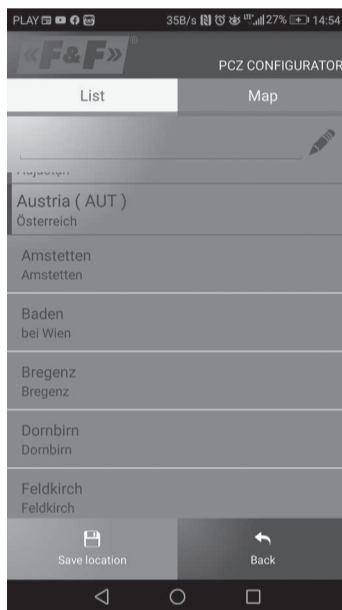 PLAY 35B/s 27% 14:54
«F&F»®
PCZ CONFIGURATOR
List Map
Austria ( AUT )
Österreich
Amstetten
Amstetten
Baden
bei Wien
Bregenz
Bregenz
Dornbirn
Dornbirn
Feldkirch
Feldkirch
Save location Back